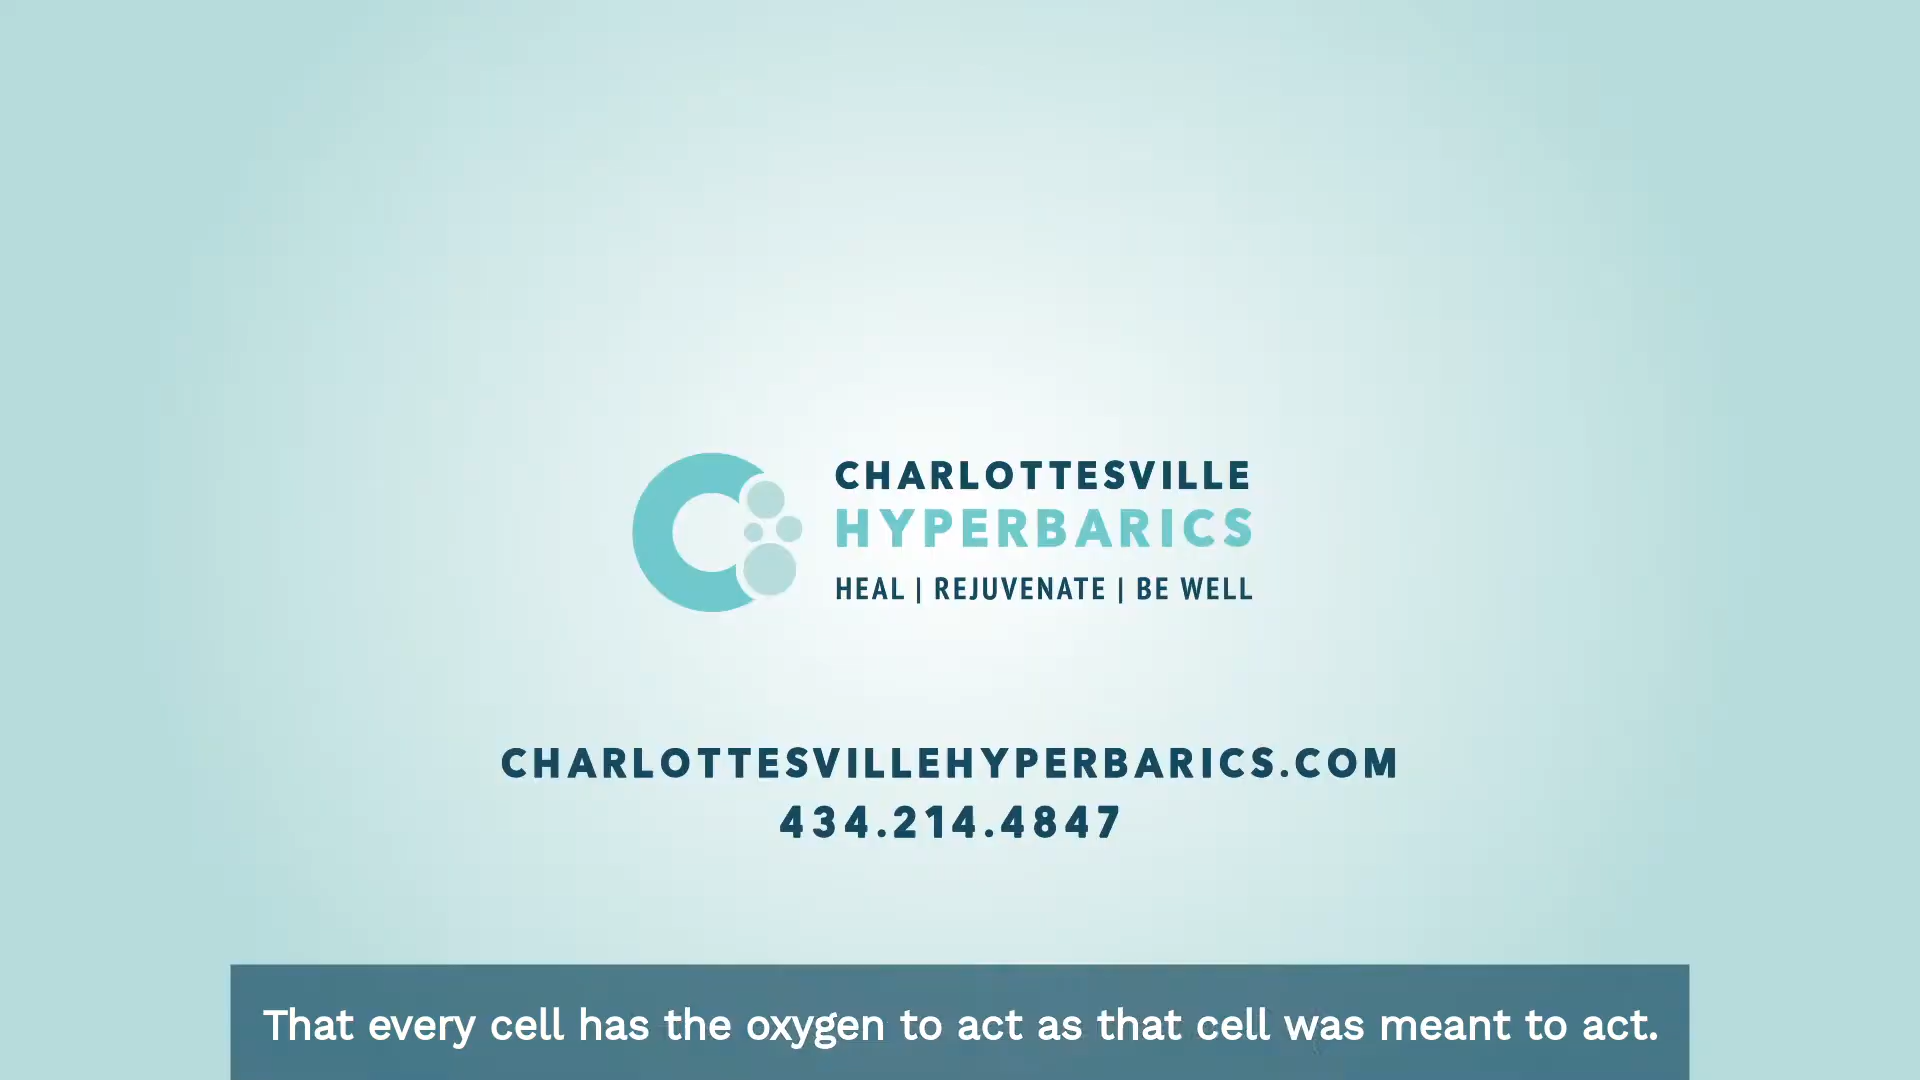 CHARLOTTESVILLE
HYPERBARICS
HEAL | REJUVENATE | BE WELL
CHARLOTTESVILLEHYPERBARICS.COM
434.214.4847
That every cell has the oxygen to act as that cell was meant to act.